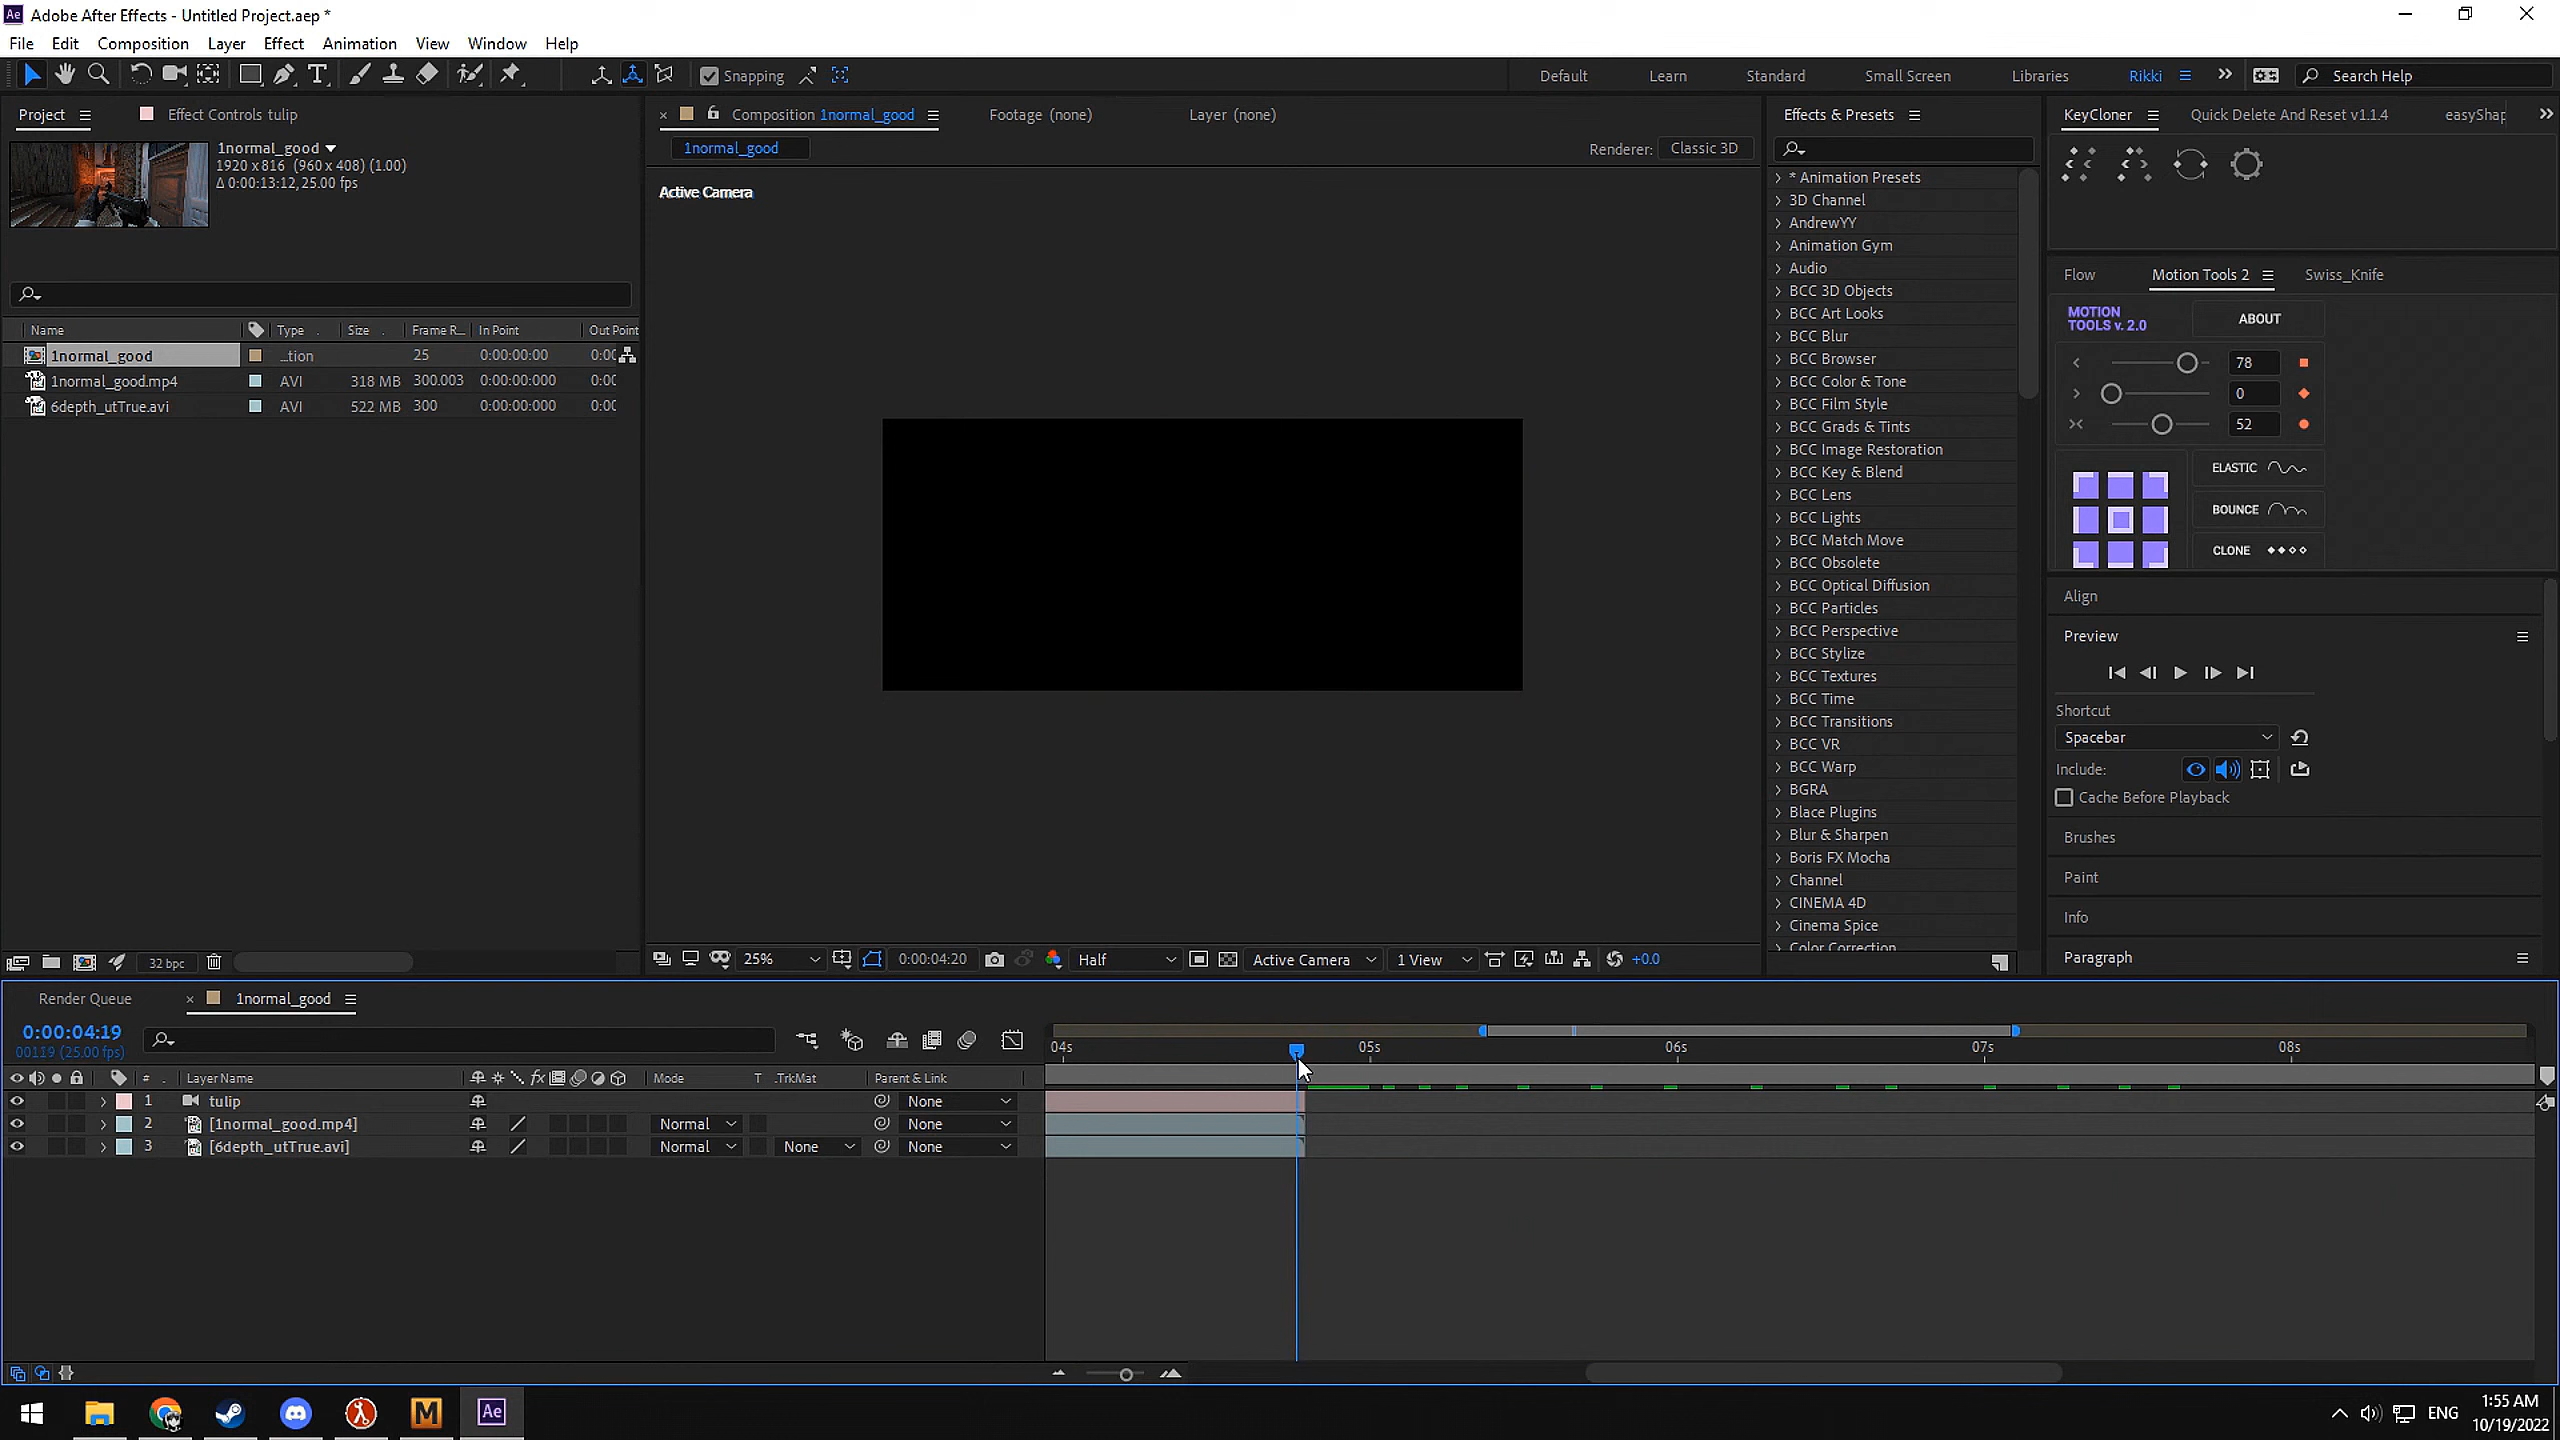 Ae Adobe After Effects - Untitled Project.aep *
File Edit Composition Layer Effect Animation View Window Help
Snapping
Default Learn Standard Small Screen Libraries Rikki Search Help
Project Effect Controls tulip
1normal_good
1920 x 816 (960 x 408) (1.00)
Δ 0:00:13:12, 25.00 fps
Name Type Size Frame R... In Point Out Point
1normal_good ...tion 25 0:00:00:00 0:00
1normal_good.mp4 AVI 318 MB 300.003 0:00:00:000 0:00
6depth_utTrue.avi AVI 522 MB 300 0:00:00:000 0:00
32 bpc
Composition 1normal_good Footage (none) Layer (none)
1normal_good
Renderer: Classic 3D
Active Camera
25% 0:00:04:20 Half Active Camera 1 View +0.0
Effects & Presets
* Animation Presets
3D Channel
AndrewYY
Animation Gym
Audio
BCC 3D Objects
BCC Art Looks
BCC Blur
BCC Browser
BCC Color & Tone
BCC Film Style
BCC Grads & Tints
BCC Image Restoration
BCC Key & Blend
BCC Lens
BCC Lights
BCC Match Move
BCC Obsolete
BCC Optical Diffusion
BCC Particles
BCC Perspective
BCC Stylize
BCC Textures
BCC Time
BCC Transitions
BCC VR
BCC Warp
BGRA
Blace Plugins
Blur & Sharpen
Boris FX Mocha
Channel
CINEMA 4D
Cinema Spice
Color Correction
KeyCloner Quick Delete And Reset v1.1.4 easyShap
Flow Motion Tools 2 Swiss_Knife
MOTION
TOOLS v. 2.0
ABOUT
78
0
52
ELASTIC
BOUNCE
CLONE
Align
Preview
Shortcut
Spacebar
Include:
Cache Before Playback
Brushes
Paint
Info
Paragraph
Render Queue 1normal_good
0:00:04:19
00119 (25.00 fps)
04s 05s 06s 07s 08s
# Layer Name fx Mode T .TrkMat Parent & Link
1 tulip None
2 [1normal_good.mp4] Normal None
3 [6depth_utTrue.avi] Normal None None
M Ae
ENG
1:55 AM
10/19/2022